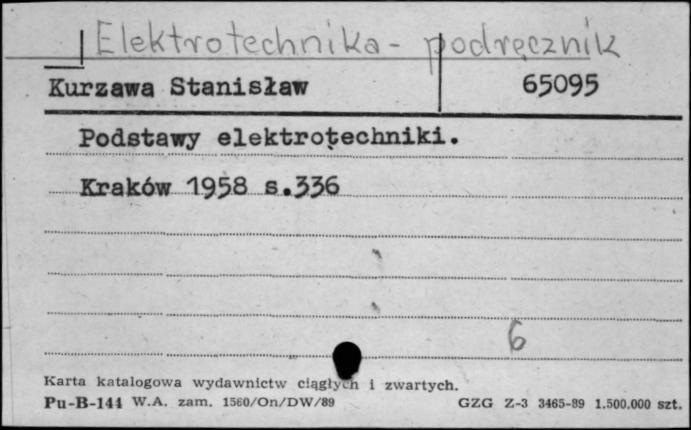 Elektrotechnika - podręcznik
Kurzawa Stanisław 65095
Podstawy elektrotechniki.
Kraków 1958 s.336
6
Karta katalogowa wydawnictw ciągłych i zwartych.
Pu-B-144 W.A. zam. 1560/On/DW/89 GZG Z-3 3465-89 1.500.000 szt.